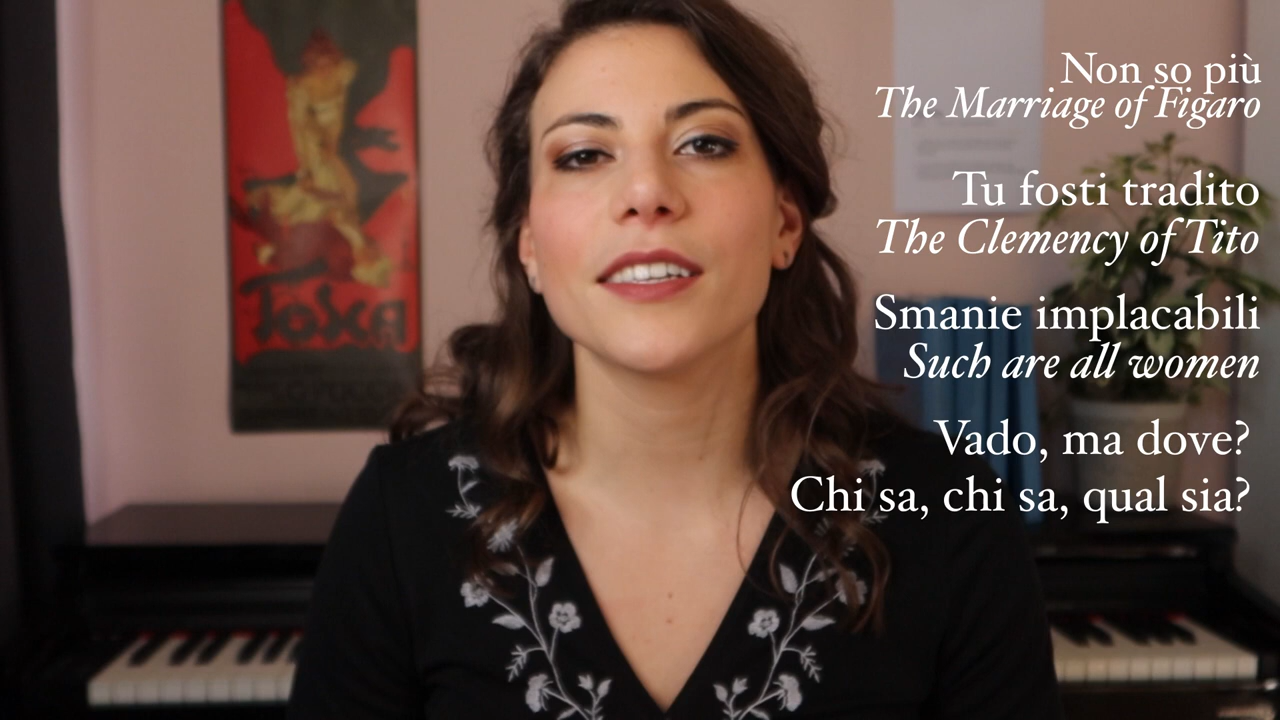 Tosca
Non so più
The Marriage of Figaro
Tu fosti tradito
The Clemency of Tito
Smanie implacabili
Such are all women
Vado, ma dove?
Chi sa, chi sa, qual sia?